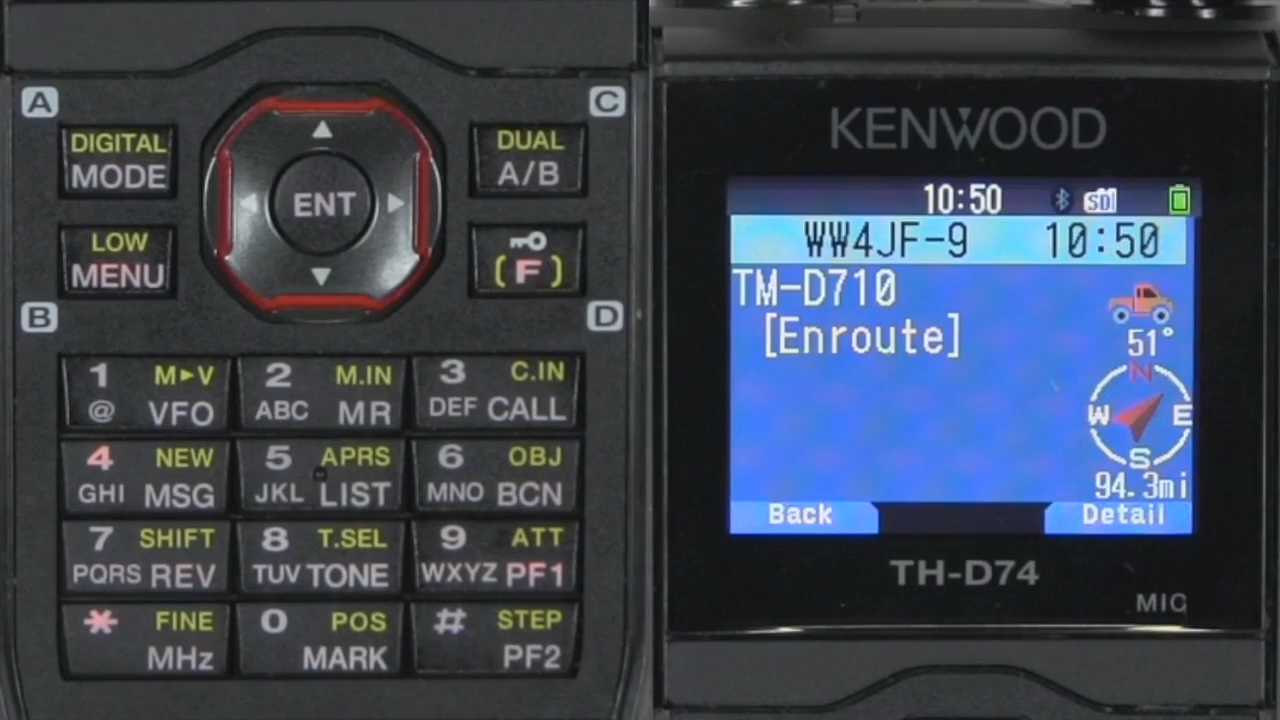 A
C
DIGITAL
MODE
DUAL
A/B
ENT
LOW
MENU
(F)
B
D
1 M►V
@ VFO
2 M.IN
ABC MR
3 C.IN
DEF CALL
4 NEW
GHI MSG
5 APRS
JKL LIST
6 OBJ
MNO BCN
7 SHIFT
PQRS REV
8 T.SEL
TUV TONE
9 ATT
WXYZ PF1
* FINE
MHz
0 POS
MARK
# STEP
PF2
KENWOOD
10:50 SD
WW4JF-9 10:50
TM-D710
[Enroute]
51°
N
W E
S
94.3mi
Back Detail
TH-D74
MIC